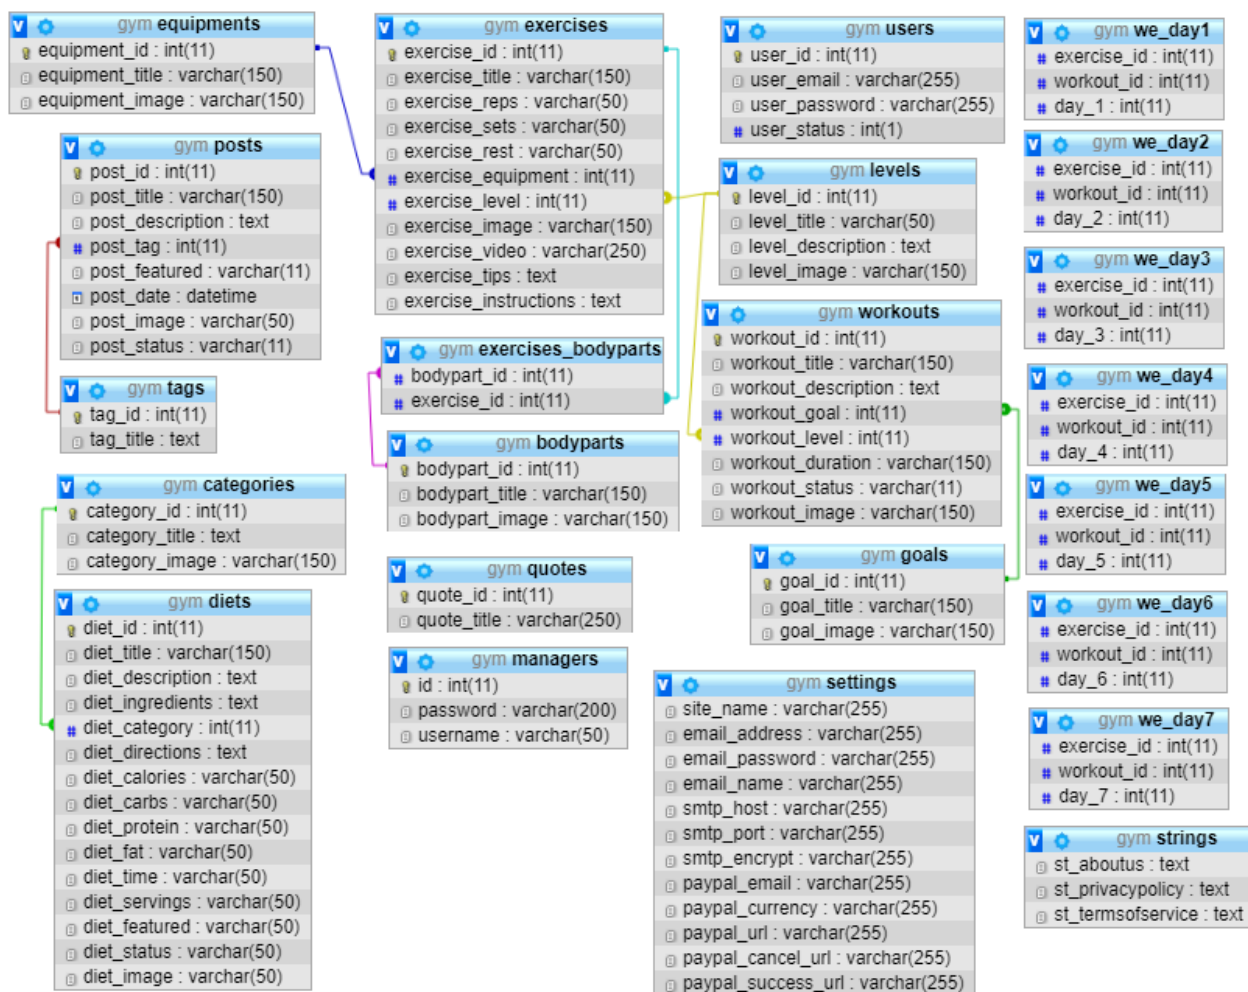 gym equipments
equipment_id : int(11)
equipment_title : varchar(150)
equipment_image : varchar(150)
gym posts
post_id : int(11)
post_title : varchar(150)
post_description : text
post_tag : int(11)
post_featured : varchar(11)
post_date : datetime
post_image : varchar(50)
post_status : varchar(11)
gym tags
tag_id : int(11)
tag_title : text
gym categories
category_id : int(11)
category_title : text
category_image : varchar(150)
gym diets
diet_id : int(11)
diet_title : varchar(150)
diet_description : text
diet_ingredients : text
diet_category : int(11)
diet_directions : text
diet_calories : varchar(50)
diet_carbs : varchar(50)
diet_protein : varchar(50)
diet_fat : varchar(50)
diet_time : varchar(50)
diet_servings : varchar(50)
diet_featured : varchar(50)
diet_status : varchar(50)
diet_image : varchar(50)
gym exercises
exercise_id : int(11)
exercise_title : varchar(150)
exercise_reps : varchar(50)
exercise_sets : varchar(50)
exercise_rest : varchar(50)
exercise_equipment : int(11)
exercise_level : int(11)
exercise_image : varchar(150)
exercise_video : varchar(250)
exercise_tips : text
exercise_instructions : text
gym exercises_bodyparts
bodypart_id : int(11)
exercise_id : int(11)
gym bodyparts
bodypart_id : int(11)
bodypart_title : varchar(150)
bodypart_image : varchar(150)
gym quotes
quote_id : int(11)
quote_title : varchar(250)
gym managers
id : int(11)
password : varchar(200)
username : varchar(50)
gym users
user_id : int(11)
user_email : varchar(255)
user_password : varchar(255)
user_status : int(1)
gym levels
level_id : int(11)
level_title : varchar(50)
level_description : text
level_image : varchar(150)
gym workouts
workout_id : int(11)
workout_title : varchar(150)
workout_description : text
workout_goal : int(11)
workout_level : int(11)
workout_duration : varchar(150)
workout_status : varchar(11)
workout_image : varchar(150)
gym goals
goal_id : int(11)
goal_title : varchar(150)
goal_image : varchar(150)
gym settings
site_name : varchar(255)
email_address : varchar(255)
email_password : varchar(255)
email_name : varchar(255)
smtp_host : varchar(255)
smtp_port : varchar(255)
smtp_encrypt : varchar(255)
paypal_email : varchar(255)
paypal_currency : varchar(255)
paypal_url : varchar(255)
paypal_cancel_url : varchar(255)
paypal_success_url : varchar(255)
gym we_day1
exercise_id : int(11)
workout_id : int(11)
day_1 : int(11)
gym we_day2
exercise_id : int(11)
workout_id : int(11)
day_2 : int(11)
gym we_day3
exercise_id : int(11)
workout_id : int(11)
day_3 : int(11)
gym we_day4
exercise_id : int(11)
workout_id : int(11)
day_4 : int(11)
gym we_day5
exercise_id : int(11)
workout_id : int(11)
day_5 : int(11)
gym we_day6
exercise_id : int(11)
workout_id : int(11)
day_6 : int(11)
gym we_day7
exercise_id : int(11)
workout_id : int(11)
day_7 : int(11)
gym strings
st_aboutus : text
st_privacypolicy : text
st_termsofservice : text